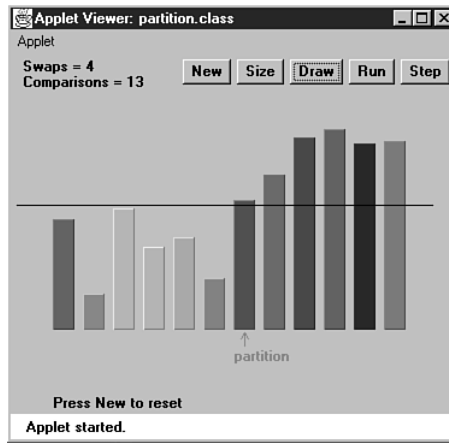 Applet Viewer: partition.class
Applet
Swaps = 4
Comparisons = 13
New Size Draw Run Step
partition
Press New to reset
Applet started.